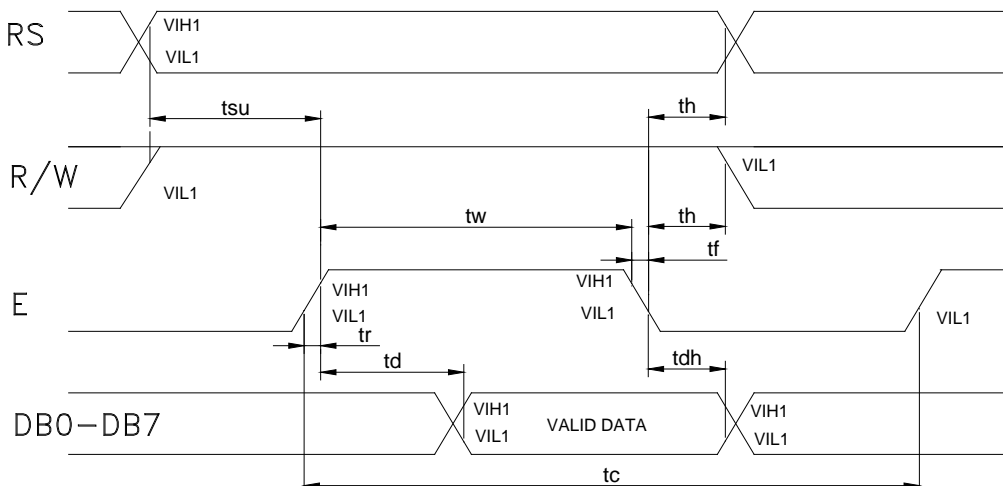 RS
VIH1
VIL1
tsu
th
R/W
VIL1
VIL1
tw
th
tf
E
VIH1
VIL1
VIH1
VIL1
VIL1
tr
td
tdh
DB0-DB7
VIH1
VIL1
VALID DATA
VIH1
VIL1
tc